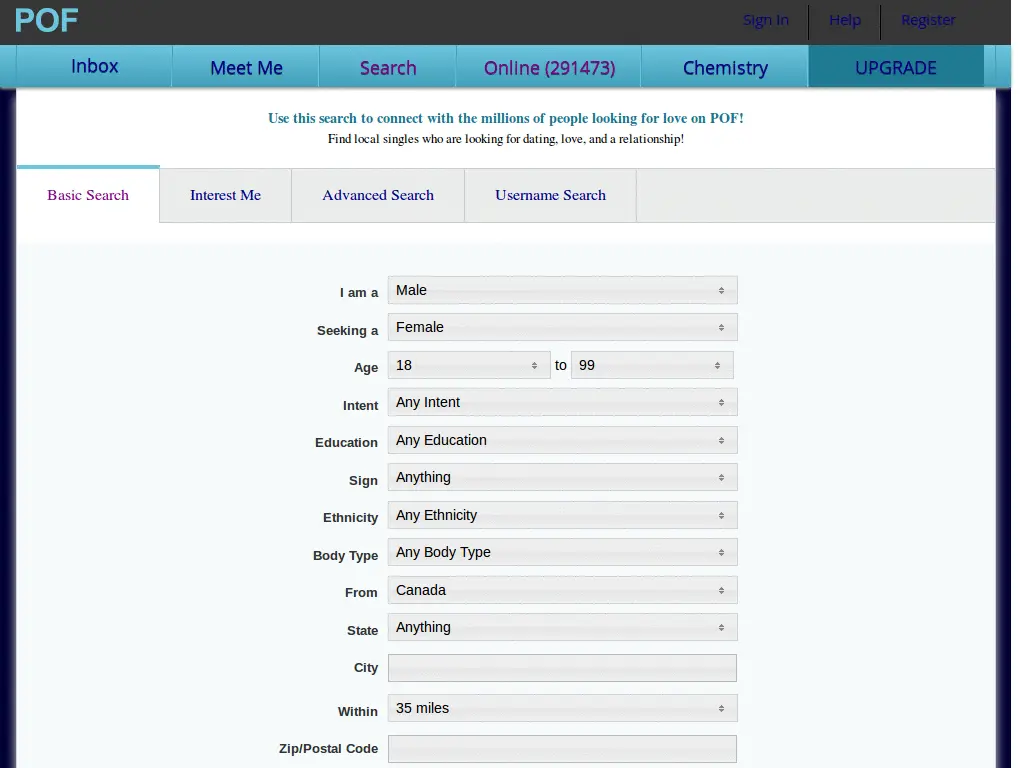 POF
Sign In Help Register
Inbox Meet Me Search Online (291473) Chemistry UPGRADE
Use this search to connect with the millions of people looking for love on POF!
Find local singles who are looking for dating, love, and a relationship!
Basic Search Interest Me Advanced Search Username Search
I am a Male
Seeking a Female
Age 18 to 99
Intent Any Intent
Education Any Education
Sign Anything
Ethnicity Any Ethnicity
Body Type Any Body Type
From Canada
State Anything
City
Within 35 miles
Zip/Postal Code